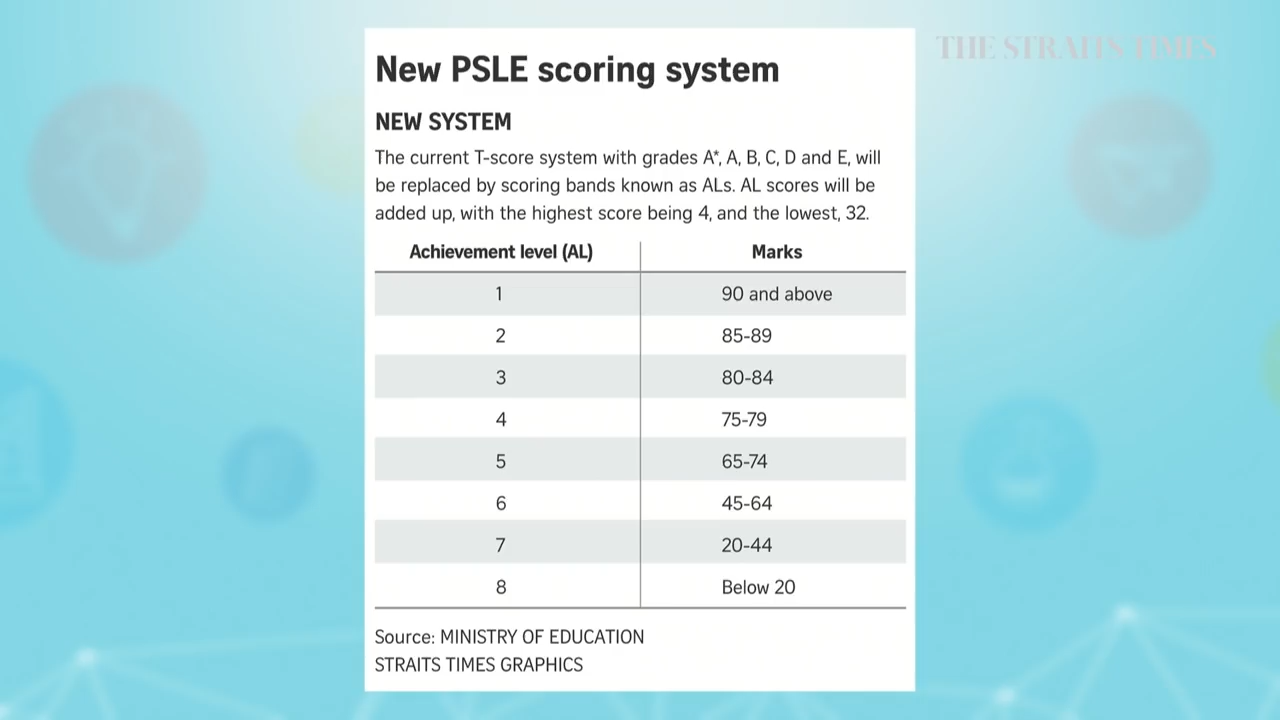 THE STRAITS TIMES
New PSLE scoring system
NEW SYSTEM
The current T-score system with grades A*, A, B, C, D and E, will
be replaced by scoring bands known as ALs. AL scores will be
added up, with the highest score being 4, and the lowest, 32.
Achievement level (AL) Marks
1 90 and above
2 85-89
3 80-84
4 75-79
5 65-74
6 45-64
7 20-44
8 Below 20
Source: MINISTRY OF EDUCATION
STRAITS TIMES GRAPHICS